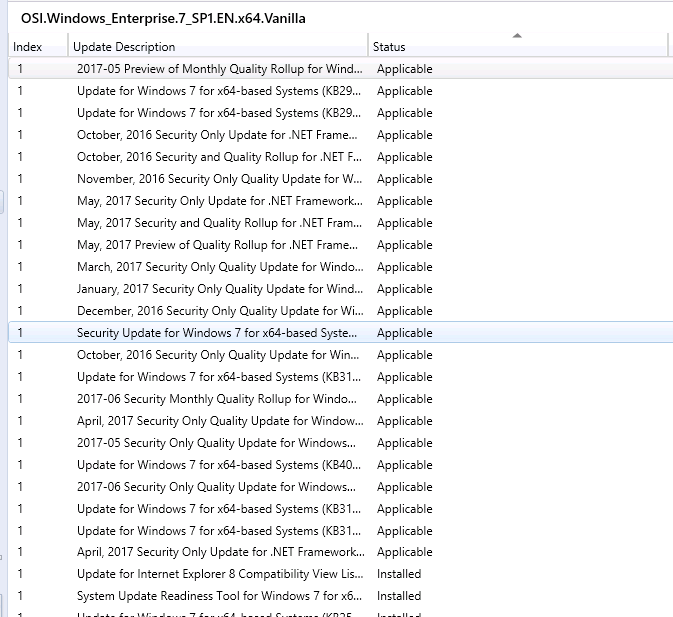 OSI.Windows_Enterprise.7_SP1.EN.x64.Vanilla
Index Update Description Status
1 2017-05 Preview of Monthly Quality Rollup for Wind... Applicable
1 Update for Windows 7 for x64-based Systems (KB29... Applicable
1 Update for Windows 7 for x64-based Systems (KB29... Applicable
1 October, 2016 Security Only Update for .NET Frame... Applicable
1 October, 2016 Security and Quality Rollup for .NET F... Applicable
1 November, 2016 Security Only Quality Update for W... Applicable
1 May, 2017 Security Only Update for .NET Framework... Applicable
1 May, 2017 Security and Quality Rollup for .NET Fram... Applicable
1 May, 2017 Preview of Quality Rollup for .NET Frame... Applicable
1 March, 2017 Security Only Quality Update for Windo... Applicable
1 January, 2017 Security Only Quality Update for Wind... Applicable
1 December, 2016 Security Only Quality Update for Wi... Applicable
1 Security Update for Windows 7 for x64-based Syste... Applicable
1 October, 2016 Security Only Quality Update for Win... Applicable
1 Update for Windows 7 for x64-based Systems (KB31... Applicable
1 2017-06 Security Monthly Quality Rollup for Windo... Applicable
1 April, 2017 Security Only Quality Update for Window... Applicable
1 2017-05 Security Only Quality Update for Windows... Applicable
1 Update for Windows 7 for x64-based Systems (KB40... Applicable
1 2017-06 Security Only Quality Update for Windows... Applicable
1 Update for Windows 7 for x64-based Systems (KB31... Applicable
1 Update for Windows 7 for x64-based Systems (KB31... Applicable
1 April, 2017 Security Only Update for .NET Framework... Applicable
1 Update for Internet Explorer 8 Compatibility View Lis... Installed
1 System Update Readiness Tool for Windows 7 for x6... Installed
1 Update for Windows 7 for x64-based Systems (KB25... Installed